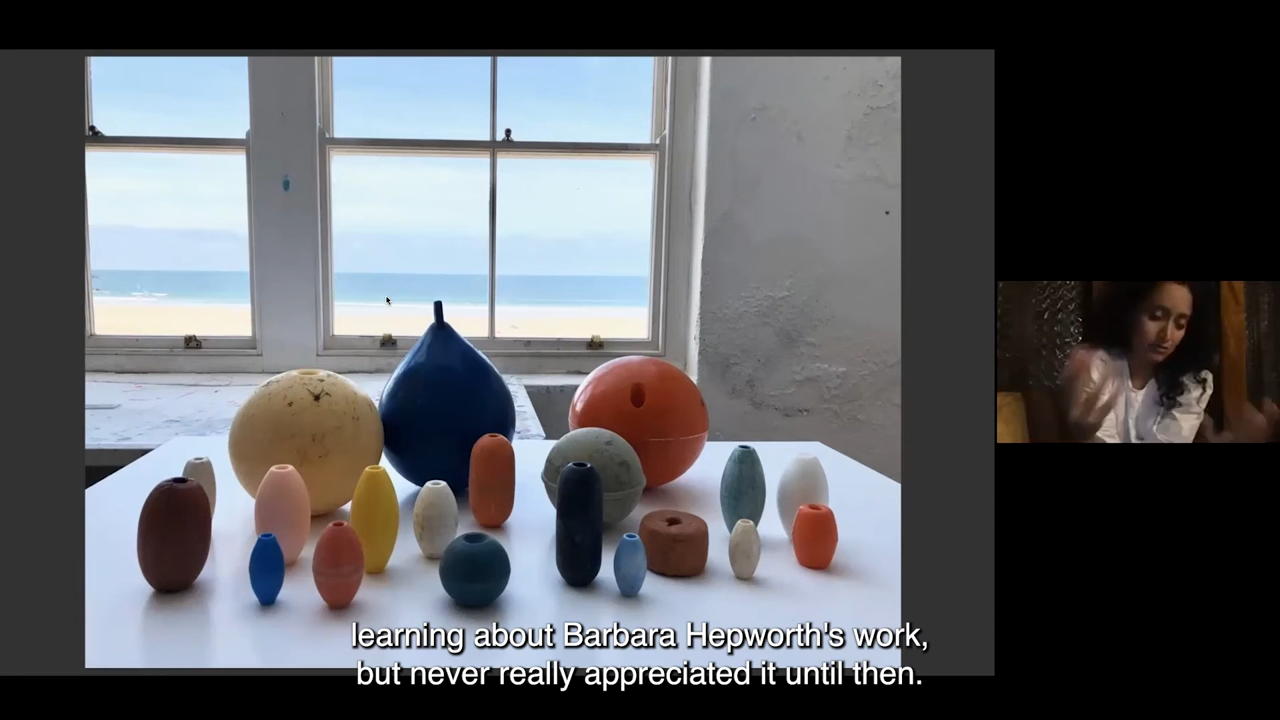 learning about Barbara Hepworth's work,
but never really appreciated it until then.